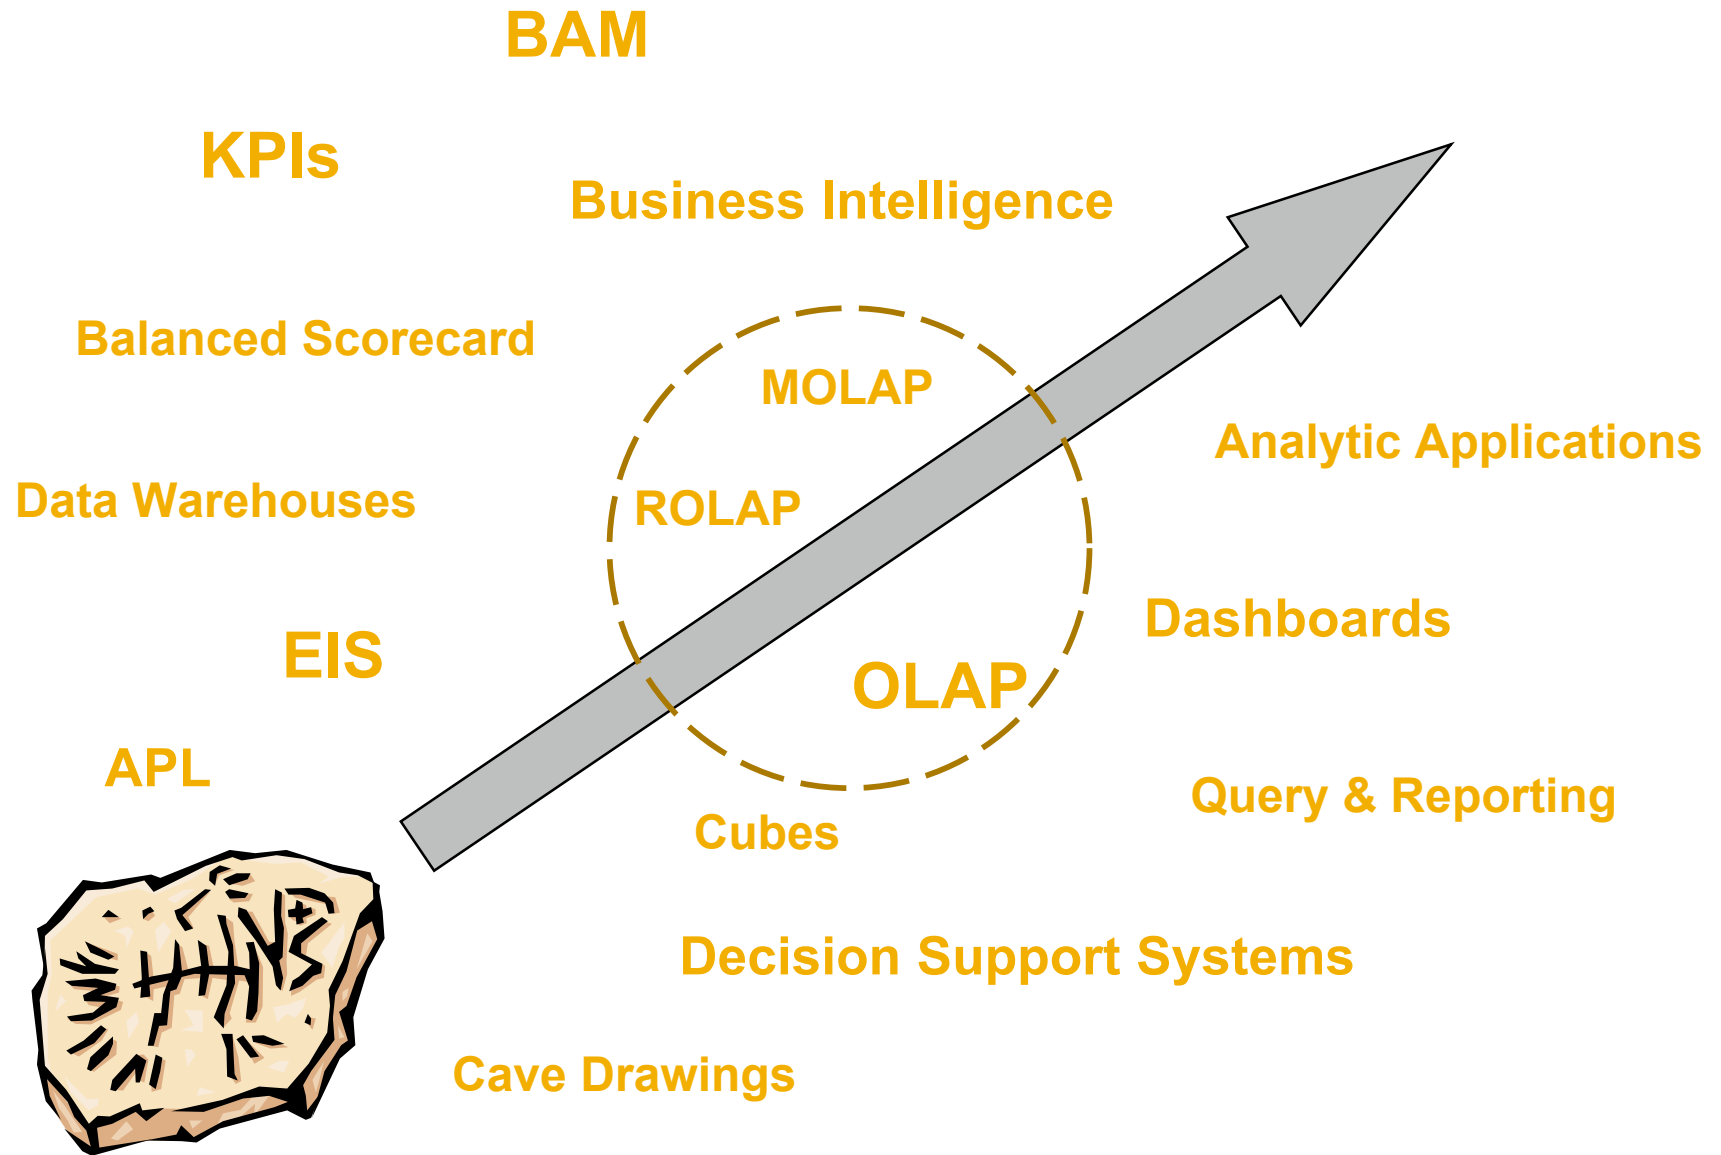 BAM
KPIs
Business Intelligence
Balanced Scorecard
MOLAP
Analytic Applications
Data Warehouses
ROLAP
Dashboards
EIS
OLAP
APL
Query & Reporting
Cubes
Decision Support Systems
Cave Drawings